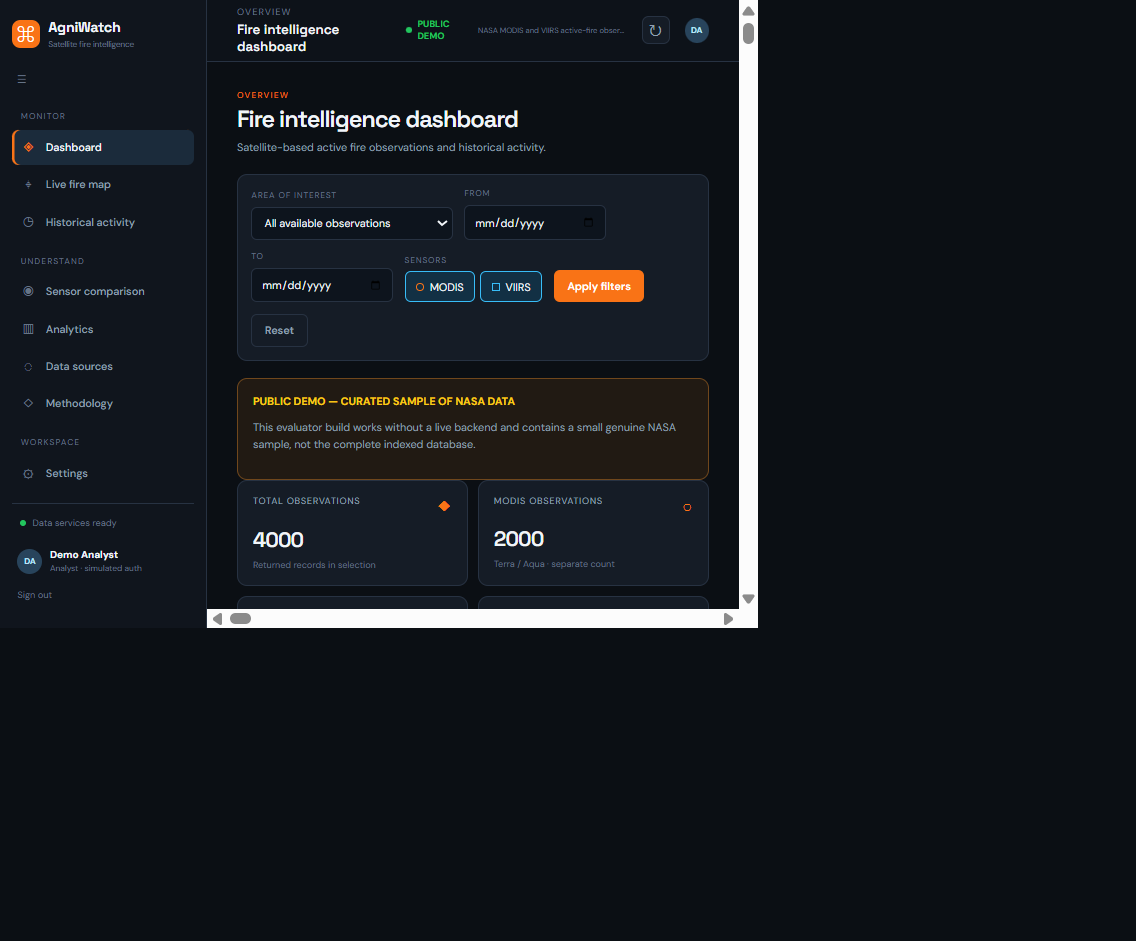 AgniWatch
Satellite fire intelligence
MONITOR
Dashboard
Live fire map
Historical activity
UNDERSTAND
Sensor comparison
Analytics
Data sources
Methodology
WORKSPACE
Settings
Data services ready
DA
Demo Analyst
Analyst · simulated auth
Sign out
OVERVIEW
Fire intelligence
dashboard
PUBLIC
DEMO
NASA MODIS and VIIRS active-fire obser...
DA
OVERVIEW
Fire intelligence dashboard
Satellite-based active fire observations and historical activity.
AREA OF INTEREST
All available observations
FROM
mm/dd/yyyy
TO
mm/dd/yyyy
SENSORS
MODIS
VIIRS
Apply filters
Reset
PUBLIC DEMO — CURATED SAMPLE OF NASA DATA
This evaluator build works without a live backend and contains a small genuine NASA
sample, not the complete indexed database.
TOTAL OBSERVATIONS
4000
Returned records in selection
MODIS OBSERVATIONS
2000
Terra / Aqua · separate count